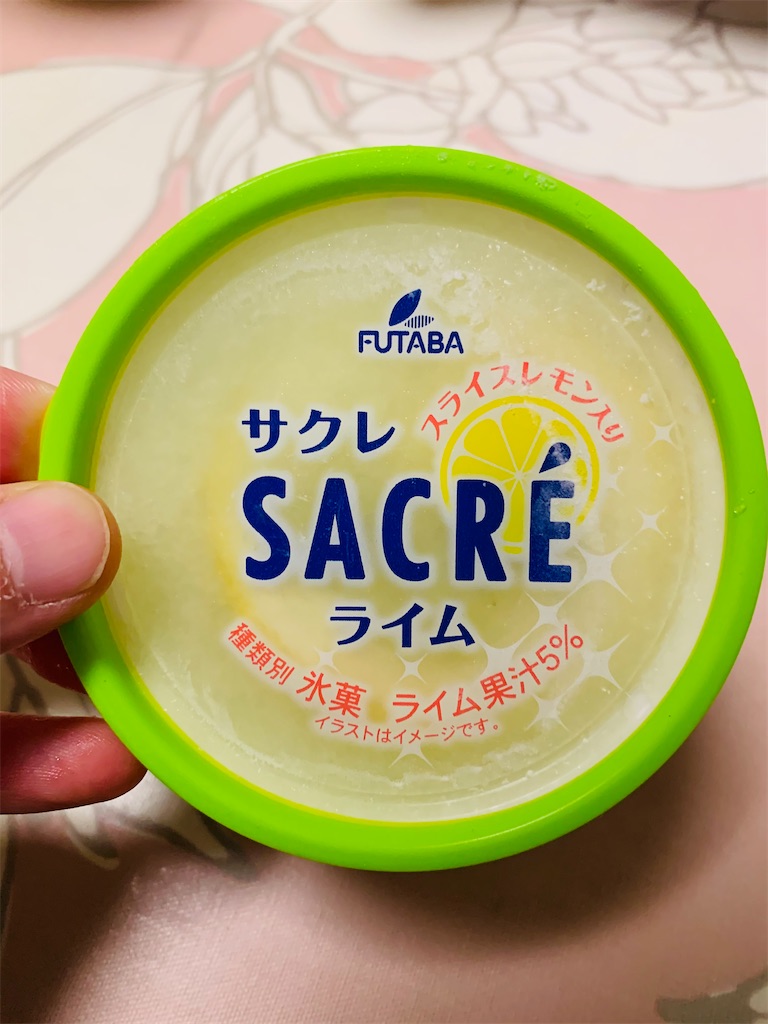 FUTABA
スライスレモン入り
サクレ
SACRÉ
ライム
種類別 氷菓 ライム果汁5%
イラストはイメージです。